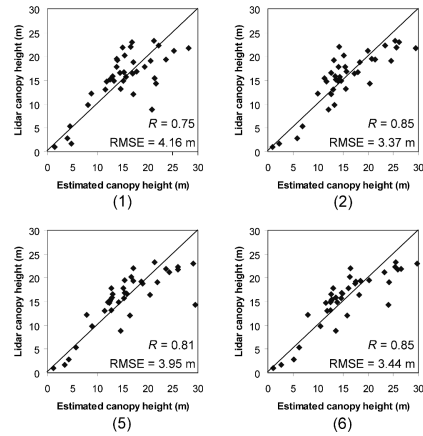 30
25
20
15
10
5
0
Lidar canopy height (m)
R = 0.75
RMSE = 4.16 m
0 5 10 15 20 25 30
Estimated canopy height (m)
(1)
30
25
20
15
10
5
0
Lidar canopy height (m)
R = 0.85
RMSE = 3.37 m
0 5 10 15 20 25 30
Estimated canopy height (m)
(2)
30
25
20
15
10
5
0
Lidar canopy height (m)
R = 0.81
RMSE = 3.95 m
0 5 10 15 20 25 30
Estimated canopy height (m)
(5)
30
25
20
15
10
5
0
Lidar canopy height (m)
R = 0.85
RMSE = 3.44 m
0 5 10 15 20 25 30
Estimated canopy height (m)
(6)